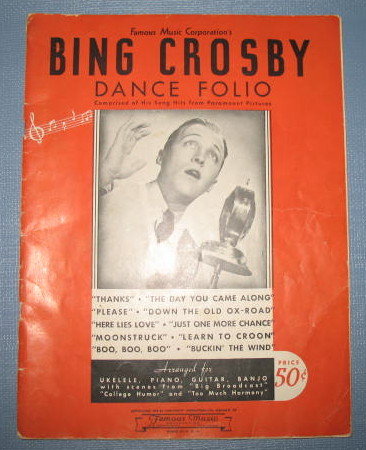 Famous Music Corporation's
BING CROSBY
DANCE FOLIO
Comprised of His Song Hits from Paramount Pictures
"THANKS" • "THE DAY YOU CAME ALONG"
"PLEASE" • "DOWN THE OLD OX-ROAD"
"HERE LIES LOVE" • "JUST ONE MORE CHANCE"
"MOONSTRUCK" • "LEARN TO CROON"
"BOO, BOO, BOO" • "BUCKIN' THE WIND"
Arranged for
UKELELE, PIANO, GUITAR, BANJO
with scenes from "Big Broadcast"
"College Humor" and "Too Much Harmony"
PRICE
50¢
Famous Music